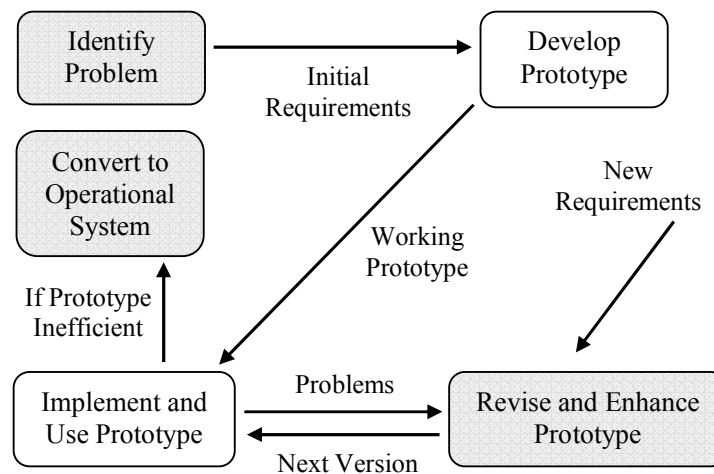 Identify
Problem
Initial
Requirements
Develop
Prototype
Convert to
Operational
System
New
Requirements
Working
Prototype
If Prototype
Inefficient
Implement and
Use Prototype
Problems
Next Version
Revise and Enhance
Prototype